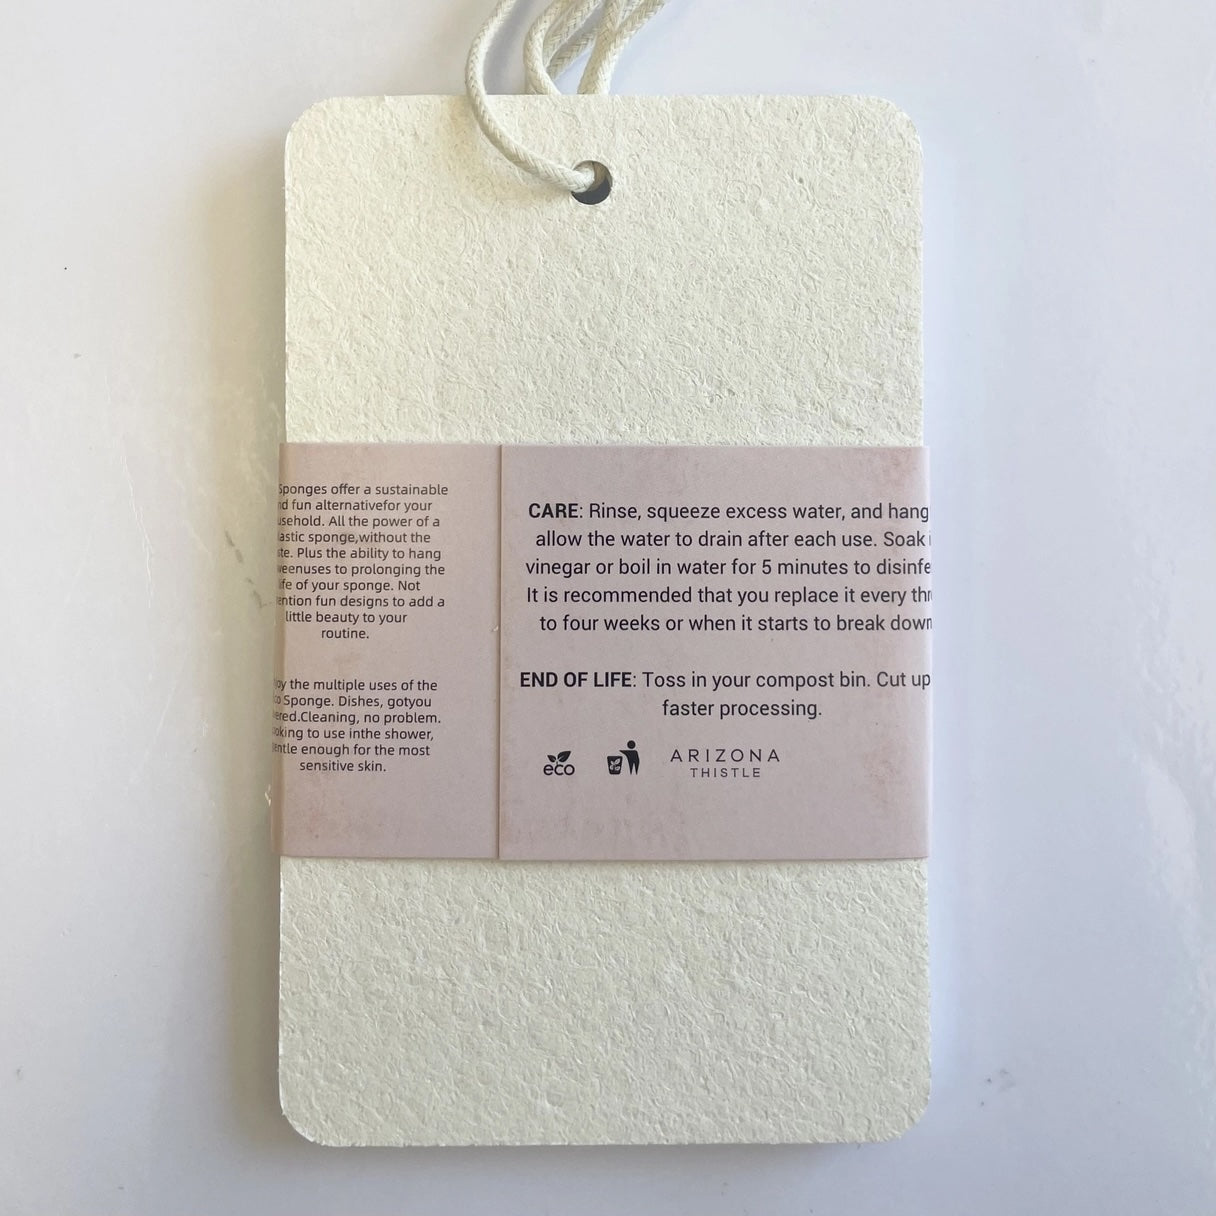 Sponges offer a sustainable
nd fun alternativefor your
usehold. All the power of a
astic sponge,without the
te. Plus the ability to hang
weenuses to prolonging the
ife of your sponge. Not
ention fun designs to add a
little beauty to your
routine.
oy the multiple uses of the
co Sponge. Dishes, gotyou
ered.Cleaning, no problem.
oking to use inthe shower,
entle enough for the most
sensitive skin.
CARE: Rinse, squeeze excess water, and hang
allow the water to drain after each use. Soak i
vinegar or boil in water for 5 minutes to disinfe
It is recommended that you replace it every thr
to four weeks or when it starts to break down
END OF LIFE: Toss in your compost bin. Cut up
faster processing.
eco
ARIZONA
THISTLE